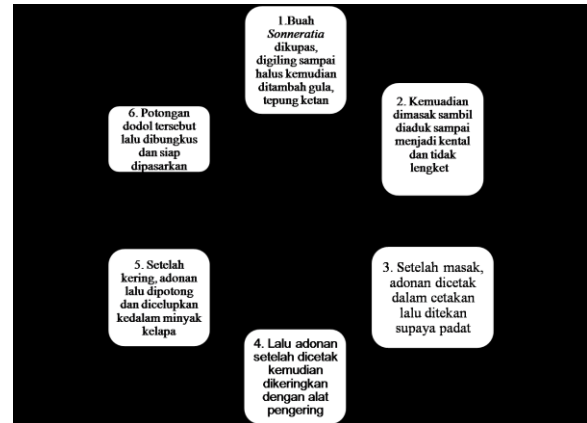 1.Buah
Sonneratia
dikupas,
digiling sampai
halus kemudian
ditambah gula,
tepung ketan
2. Kemuadian
dimasak sambil
diaduk sampai
menjadi kental
dan tidak
lengket
3. Setelah masak,
adonan dicetak
dalam cetakan
lalu ditekan
supaya padat
4. Lalu adonan
setelah dicetak
kemudian
dikeringkan
dengan alat
pengering
5. Setelah
kering, adonan
lalu dipotong
dan dicelupkan
kedalam minyak
kelapa
6. Potongan
dodol tersebut
lalu dibungkus
dan siap
dipasarkan